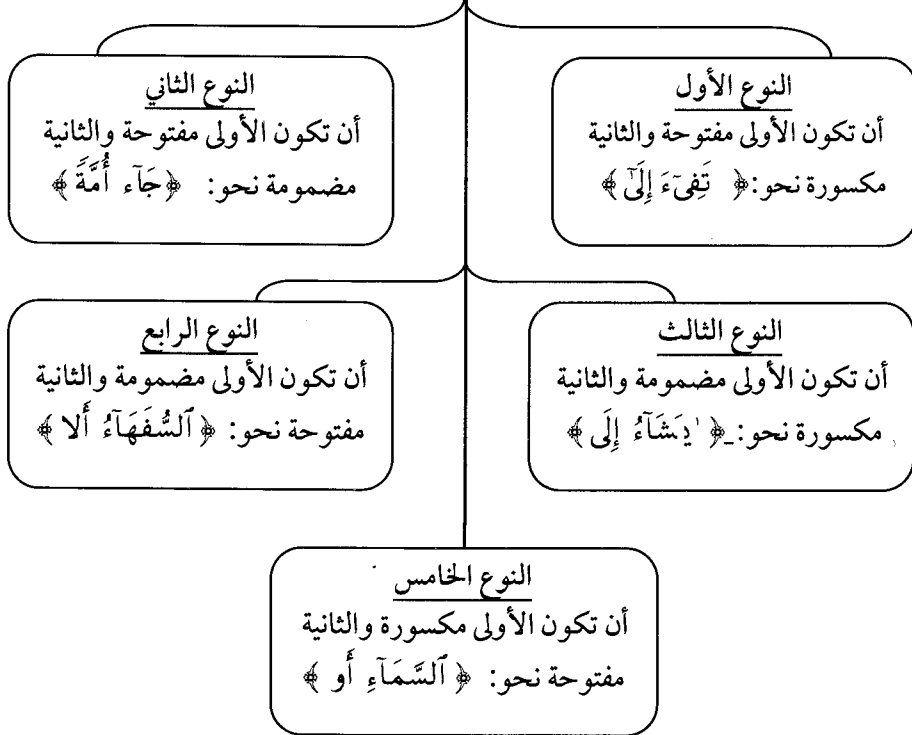 النوع الأول
أن تكون الأولى مفتوحة والثانية
مكسورة نحو: ﴿ تَفِيٓءَ إِلَىٰٓ ﴾
النوع الثاني
أن تكون الأولى مفتوحة والثانية
مضمومة نحو: ﴿ جَآء أُمَّةً ﴾
النوع الثالث
أن تكون الأولى مضمومة والثانية
مكسورة نحو: ﴿ يَشَآءُ إِلَى ﴾
النوع الرابع
أن تكون الأولى مضمومة والثانية
مفتوحة نحو: ﴿ ٱلسُّفَهَآءُ أَلا ﴾
النوع الخامس
أن تكون الأولى مكسورة والثانية
مفتوحة نحو: ﴿ ٱلسَّمَآءِ أَو ﴾